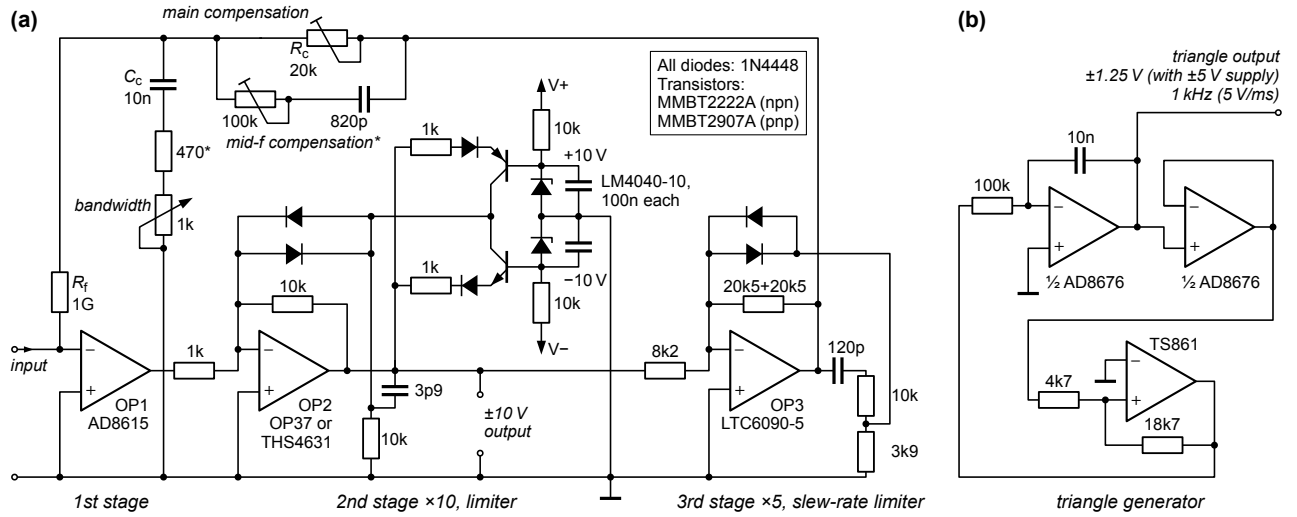 (a)
main compensation
R_c
20k
C_c
10n
100k
820p
mid-f compensation*
470*
bandwidth
1k
R_f
1G
input
−
+
OP1
AD8615
1st stage
1k
10k
−
+
OP2
OP37 or
THS4631
3p9
10k
2nd stage ×10, limiter
1k
1k
V+
10k
+10 V
LM4040-10,
100n each
−10 V
10k
V−
±10 V
output
All diodes: 1N4448
Transistors:
MMBT2222A (npn)
MMBT2907A (pnp)
20k5+20k5
8k2
−
+
OP3
LTC6090-5
120p
10k
3k9
3rd stage ×5, slew-rate limiter
(b)
triangle output
±1.25 V (with ±5 V supply)
1 kHz (5 V/ms)
10n
100k
−
+
½ AD8676
−
+
½ AD8676
TS861
−
+
4k7
18k7
triangle generator